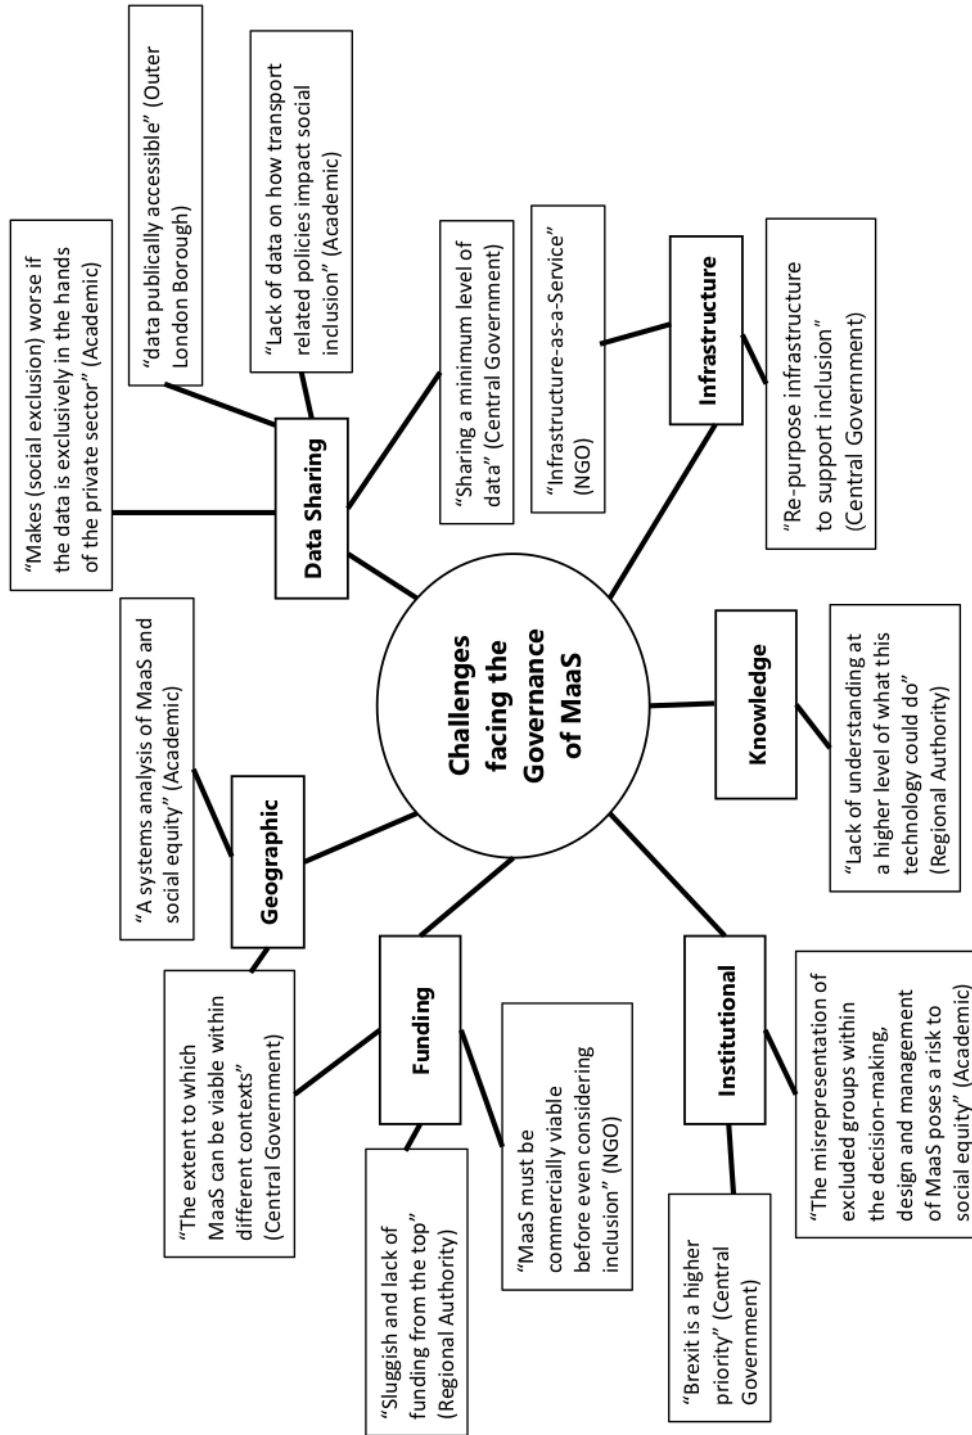 “Makes (social exclusion) worse if
the data is exclusively in the hands
of the private sector” (Academic)
“data publically accessible” (Outer
London Borough)
“Lack of data on how transport
related policies impact social
inclusion” (Academic)
“Sharing a minimum level of
data” (Central Government)
Data Sharing
“Infrastructure-as-a-Service”
(NGO)
Infrastructure
“Re-purpose infrastructure
to support inclusion”
(Central Government)
Challenges
facing the
Governance
of MaaS
Knowledge
“Lack of understanding at
a higher level of what this
technology could do”
(Regional Authority)
“A systems analysis of MaaS and
social equity” (Academic)
Geographic
“The extent to which
MaaS can be viable within
different contexts”
(Central Government)
Funding
“Sluggish and lack of
funding from the top”
(Regional Authority)
“MaaS must be
commercially viable
before even considering
inclusion” (NGO)
Institutional
“Brexit is a higher
priority” (Central
Government)
“The misrepresentation of
excluded groups within
the decision-making,
design and management
of MaaS poses a risk to
social equity” (Academic)